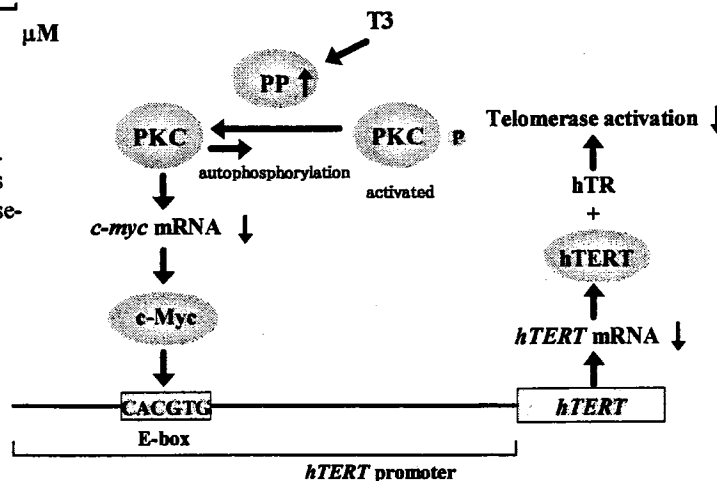 μM
T3
PP
PKC
PKC
P
autophosphorylation
activated
s
se-
c-myc mRNA
c-Myc
CACGTG
E-box
hTERT promoter
Telomerase activation
hTR
+
hTERT
hTERT mRNA
hTERT